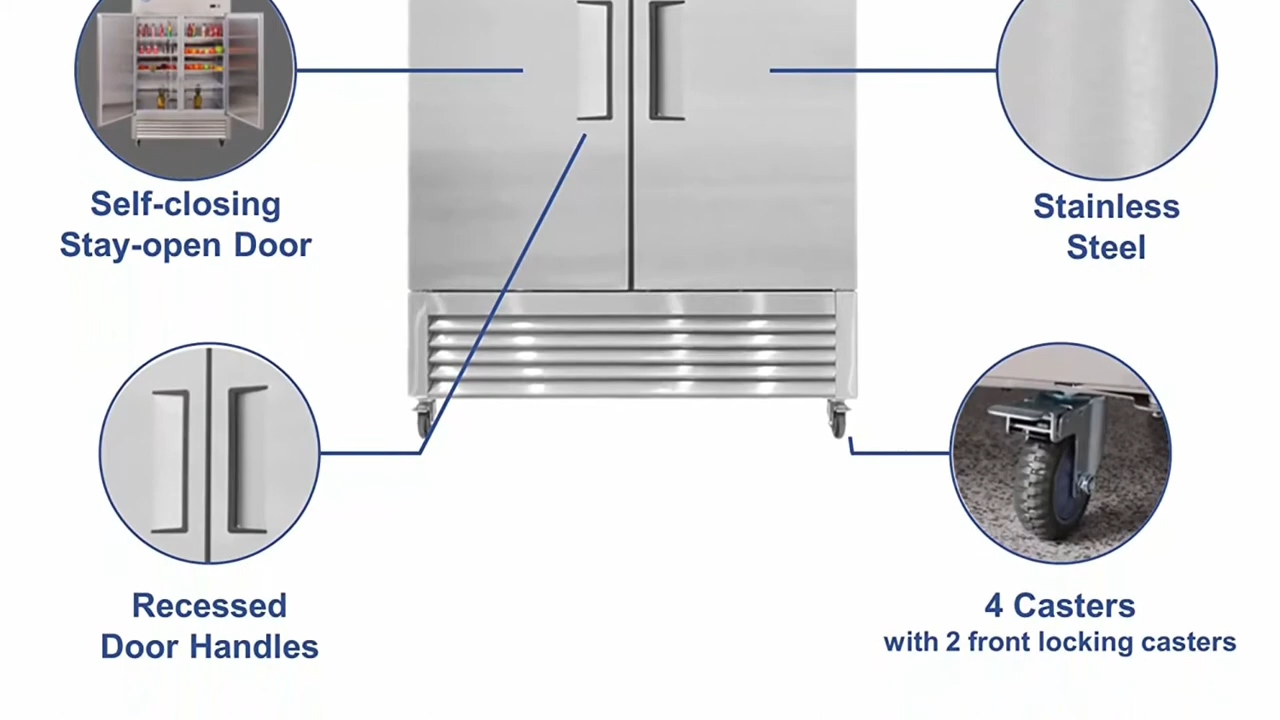 Self-closing
Stay-open Door
Stainless
Steel
Recessed
Door Handles
4 Casters
with 2 front locking casters